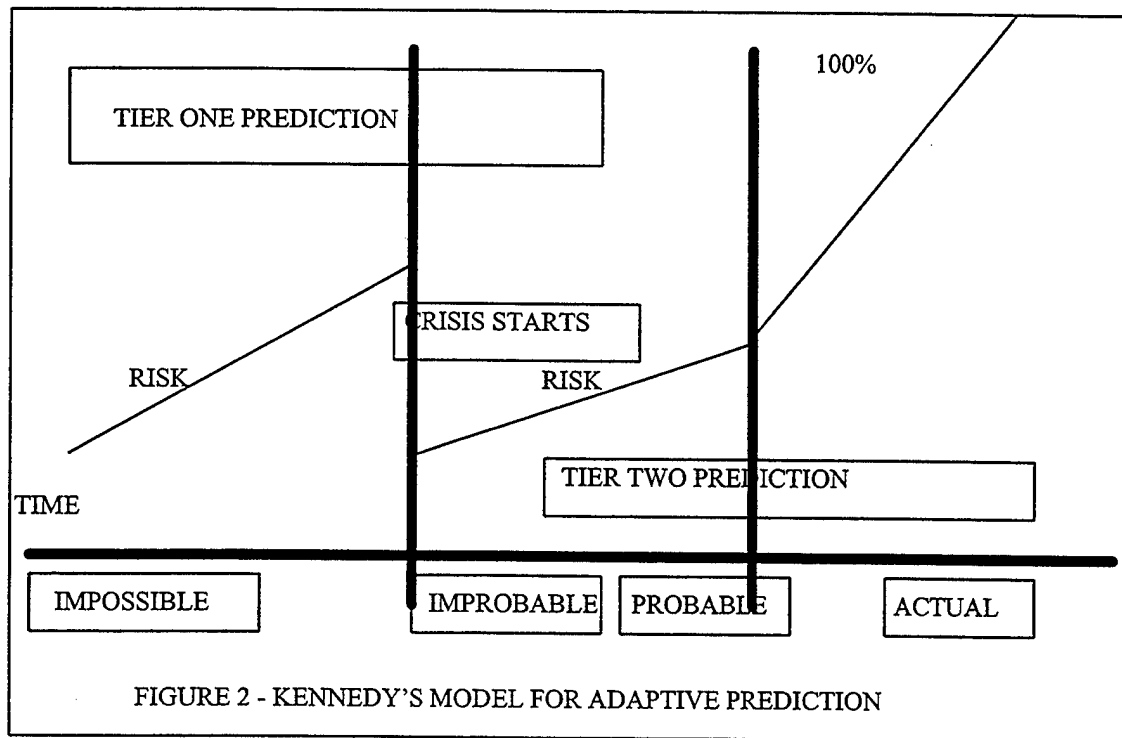 100%
TIER ONE PREDICTION
CRISIS STARTS
RISK
RISK
TIER TWO PREDICTION
TIME
IMPOSSIBLE
IMPROBABLE
PROBABLE
ACTUAL
FIGURE 2 - KENNEDY'S MODEL FOR ADAPTIVE PREDICTION